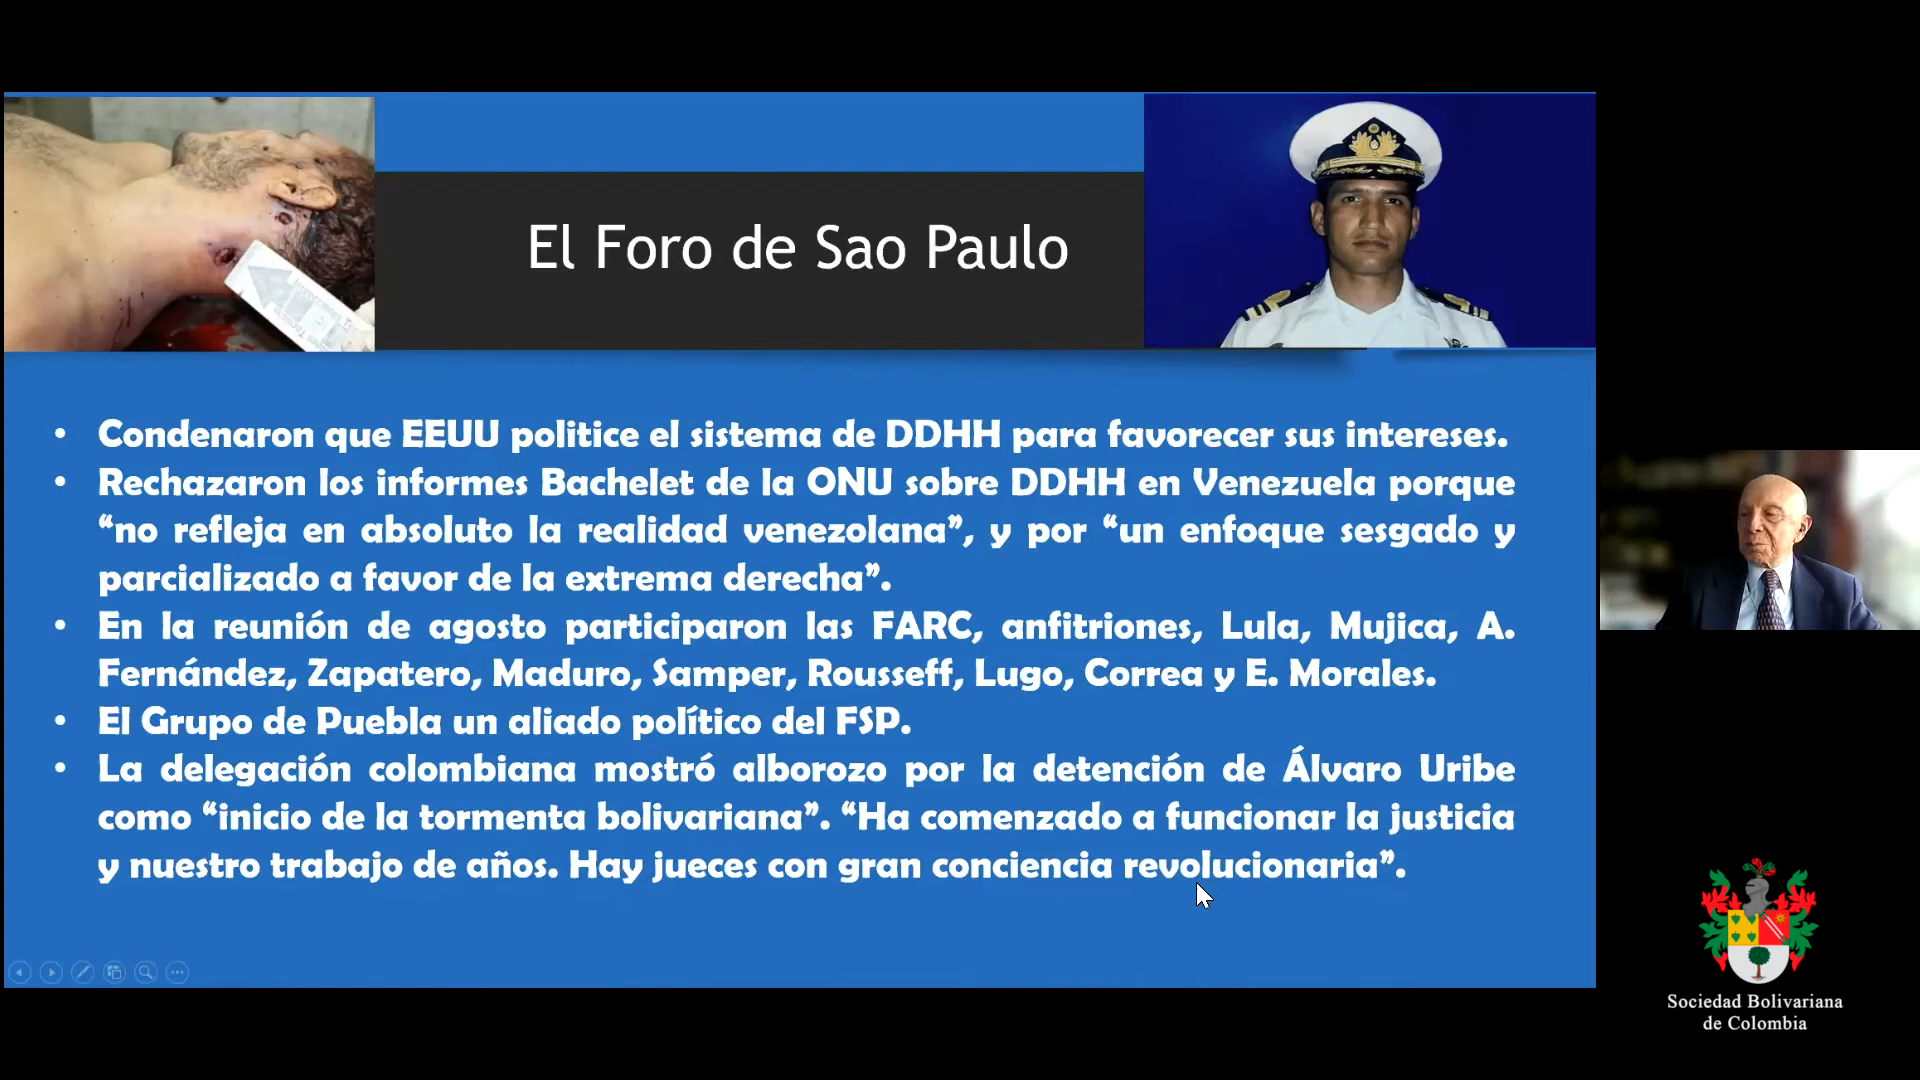 El Foro de Sao Paulo
• Condenaron que EEUU politice el sistema de DDHH para favorecer sus intereses.
• Rechazaron los informes Bachelet de la ONU sobre DDHH en Venezuela porque
“no refleja en absoluto la realidad venezolana”, y por “un enfoque sesgado y
parcializado a favor de la extrema derecha”.
• En la reunión de agosto participaron las FARC, anfitriones, Lula, Mujica, A.
Fernández, Zapatero, Maduro, Samper, Rousseff, Lugo, Correa y E. Morales.
• El Grupo de Puebla un aliado político del FSP.
• La delegación colombiana mostró alborozo por la detención de Álvaro Uribe
como “inicio de la tormenta bolivariana”. “Ha comenzado a funcionar la justicia
y nuestro trabajo de años. Hay jueces con gran conciencia revolucionaria”.
Sociedad Bolivariana
de Colombia